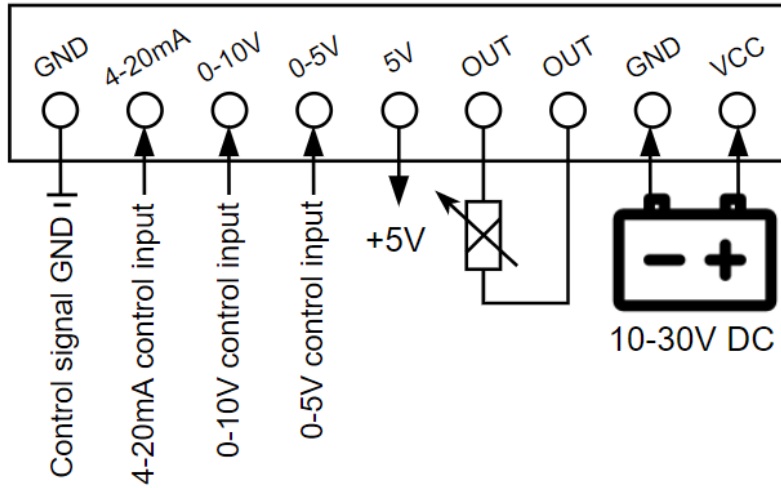 GND
4-20mA
0-10V
0-5V
5V
OUT
OUT
GND
VCC
Control signal GND
4-20mA control input
0-10V control input
0-5V control input
+5V
- +
10-30V DC